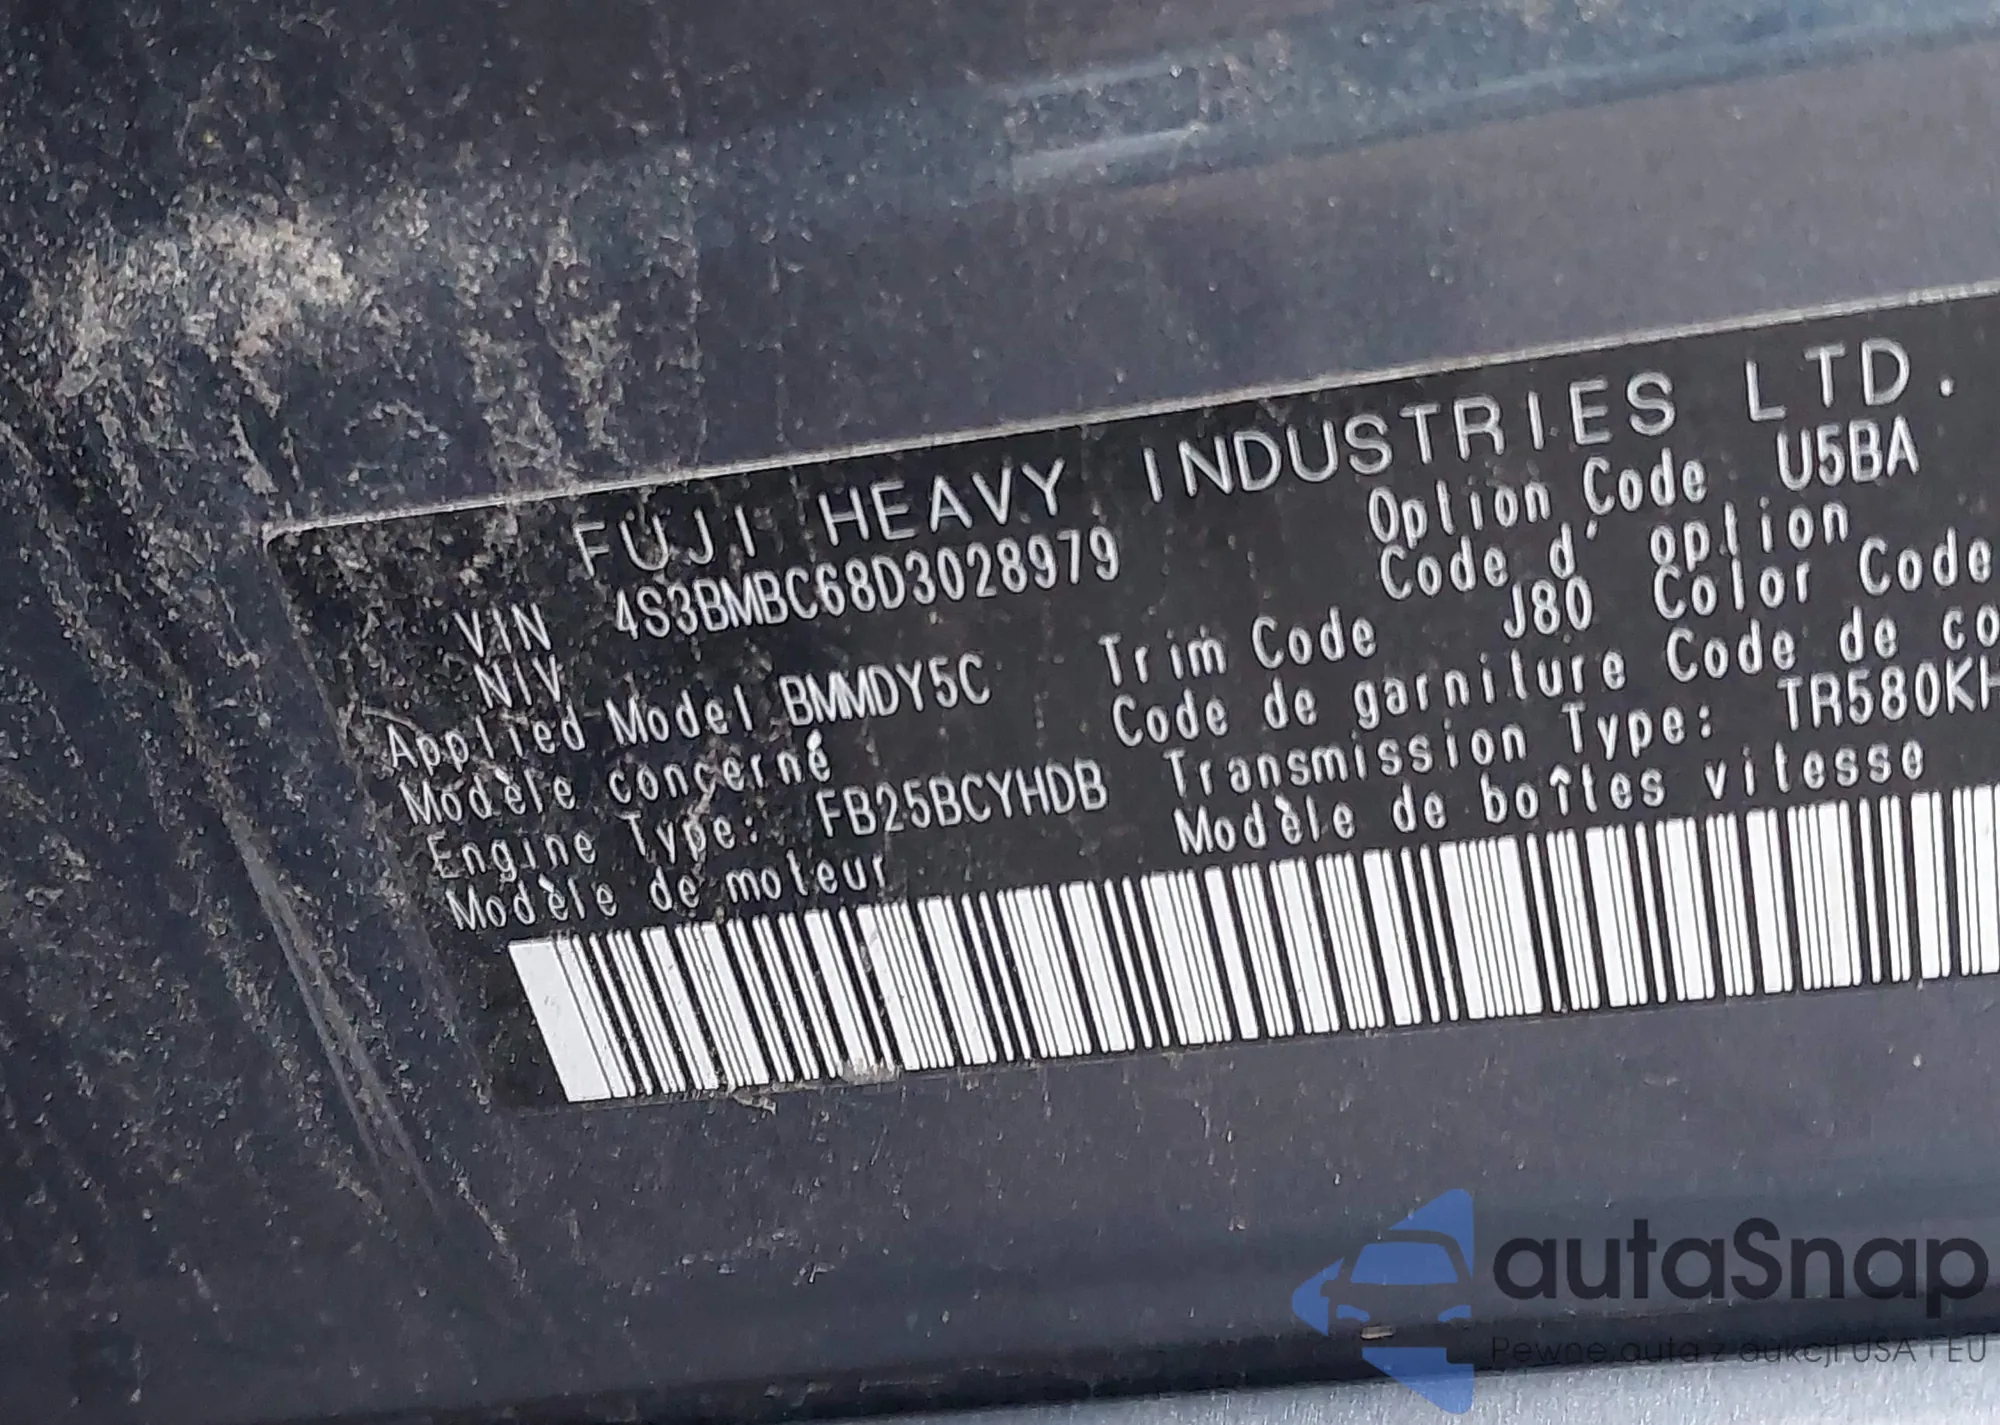 FUJI HEAVY INDUSTRIES LTD.
VIN 4S3BMBC68D3028979 Option Code U5BA
NIV Code d'option
Applied Model BMMDY5C Trim Code J80 Color Code
Modèle concerné Code de garniture Code de co
Engine Type: FB25BCYHDB Transmission Type: TR580KH
Modèle de moteur Modèle de boîtes vitesse
autaSnap
Pewne auta z aukcji USA i EU